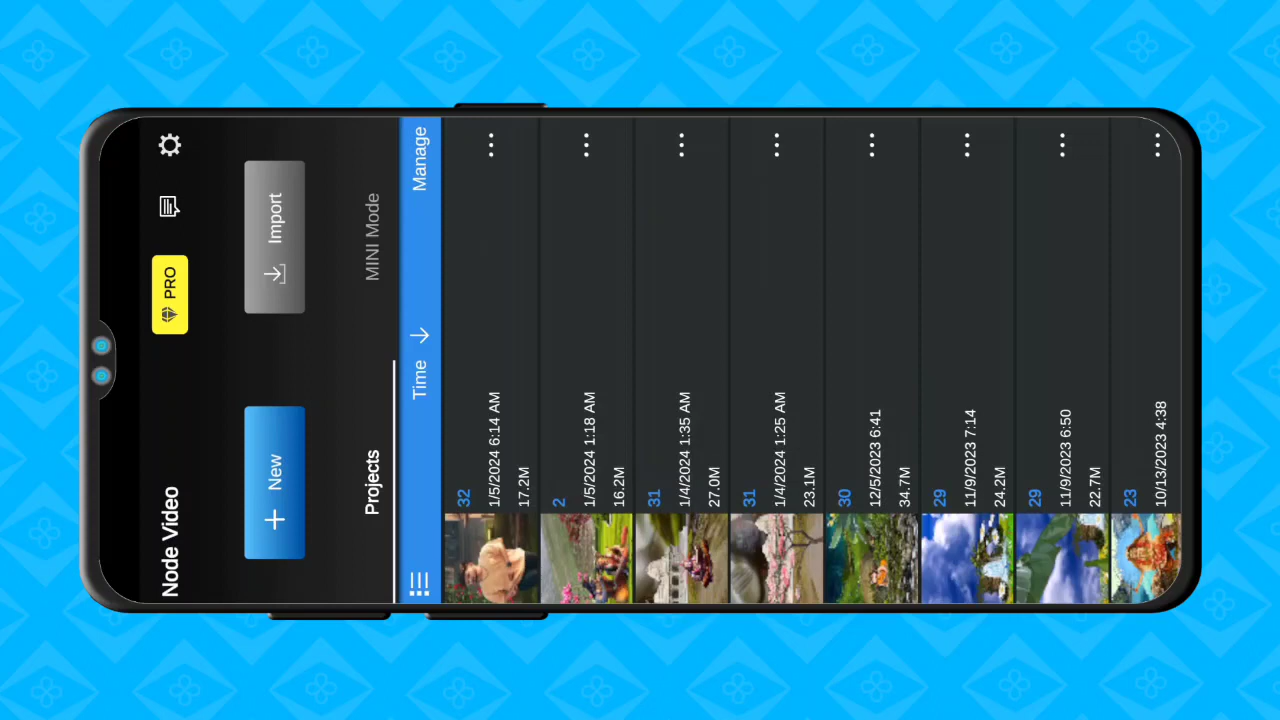 Node Video
PRO
New
Import
Projects
MINI Mode
Time
Manage
32
1/5/2024 6:14 AM
17.2M
2
1/5/2024 1:18 AM
16.2M
31
1/4/2024 1:35 AM
27.0M
31
1/4/2024 1:25 AM
23.1M
30
12/5/2023 6:41
34.7M
29
11/9/2023 7:14
24.2M
29
11/9/2023 6:50
22.7M
23
10/13/2023 4:38